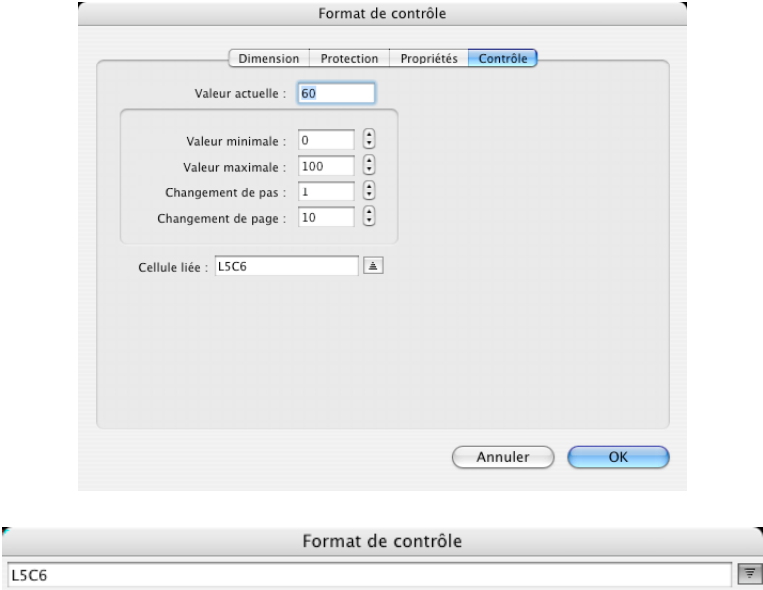 Format de contrôle
Dimension Protection Propriétés Contrôle
Valeur actuelle : 60
Valeur minimale : 0
Valeur maximale : 100
Changement de pas : 1
Changement de page : 10
Cellule liée : L5C6
Annuler OK
Format de contrôle
L5C6